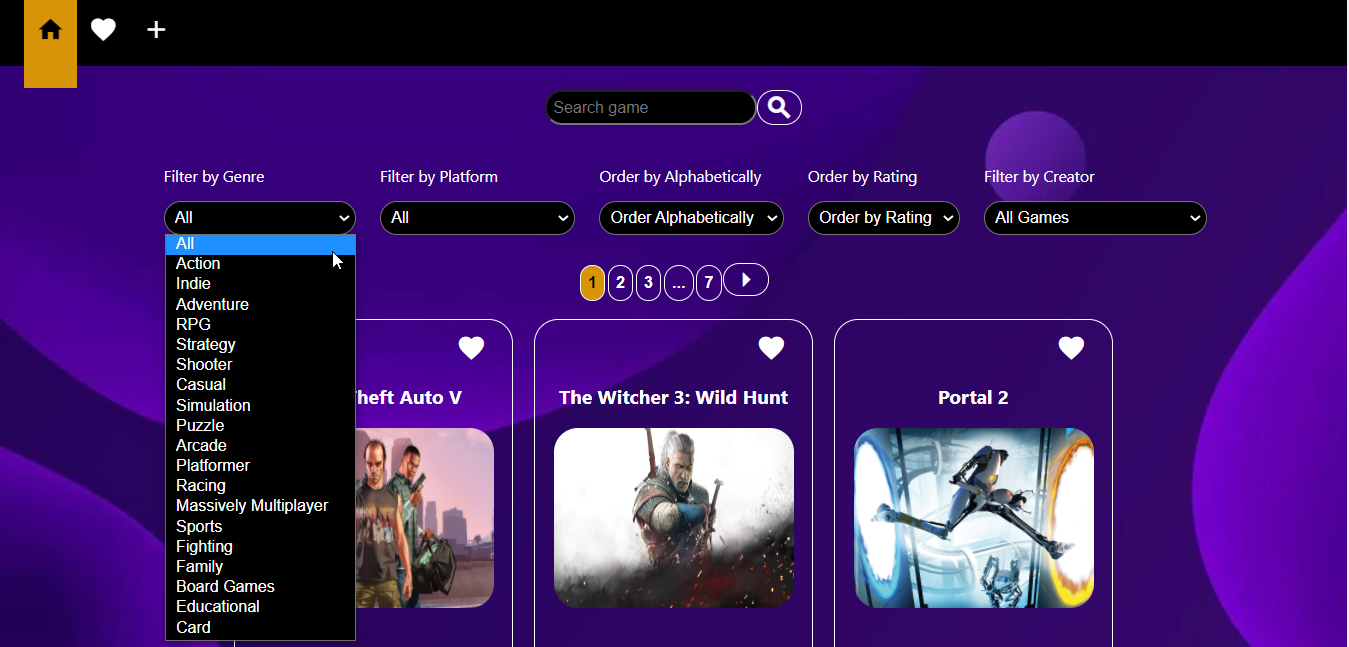 Search game
Filter by Genre
Filter by Platform
Order by Alphabetically
Order by Rating
Filter by Creator
All
All
Order Alphabetically
Order by Rating
All Games
All
Action
Indie
Adventure
RPG
Strategy
Shooter
Casual
Simulation
Puzzle
Arcade
Platformer
Racing
Massively Multiplayer
Sports
Fighting
Family
Board Games
Educational
Card
1 2 3 ... 7
Auto V
The Witcher 3: Wild Hunt
Portal 2